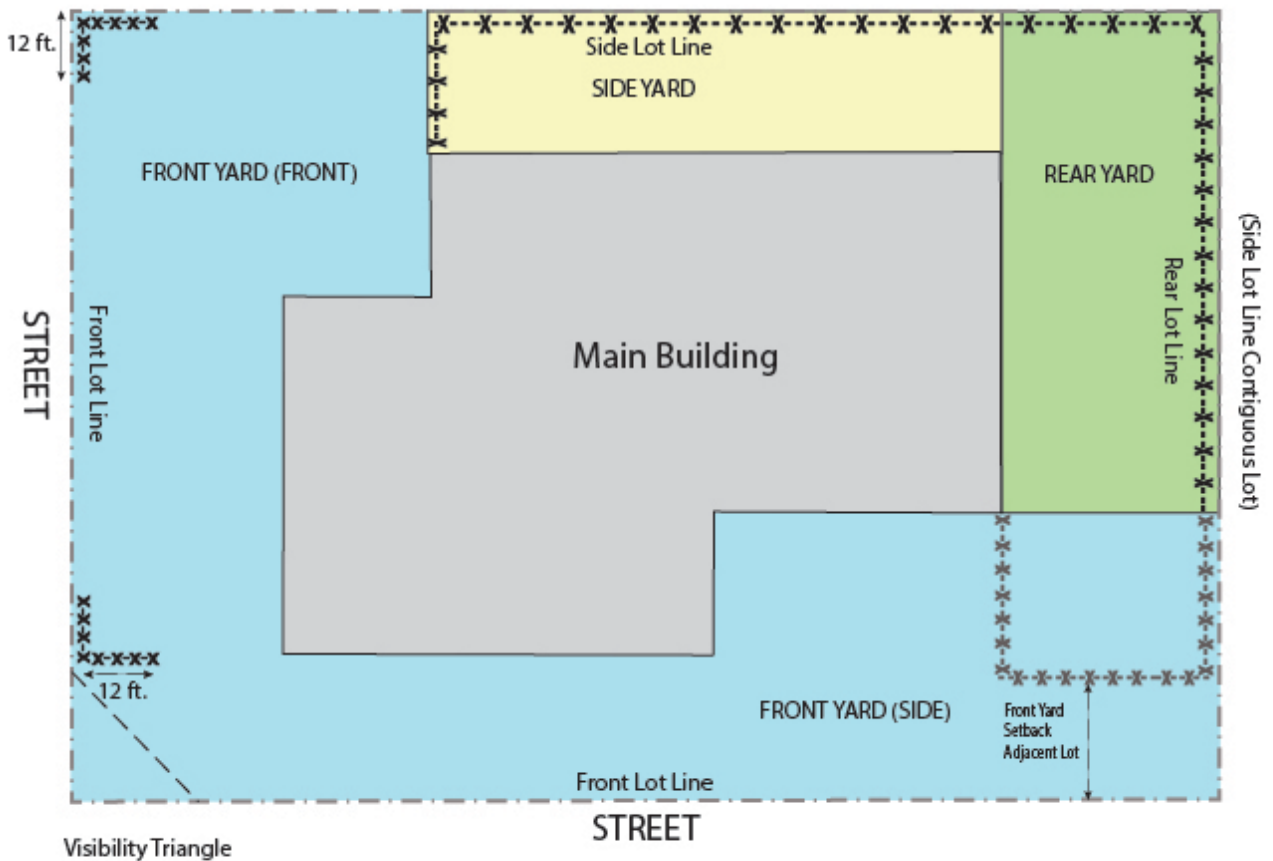 12 ft.
Side Lot Line
SIDE YARD
FRONT YARD (FRONT)
REAR YARD
(Side Lot Line Contiguous Lot)
Rear Lot Line
STREET
Front Lot Line
Main Building
12 ft.
FRONT YARD (SIDE)
Front Yard
Setback
Adjacent Lot
Front Lot Line
STREET
Visibility Triangle